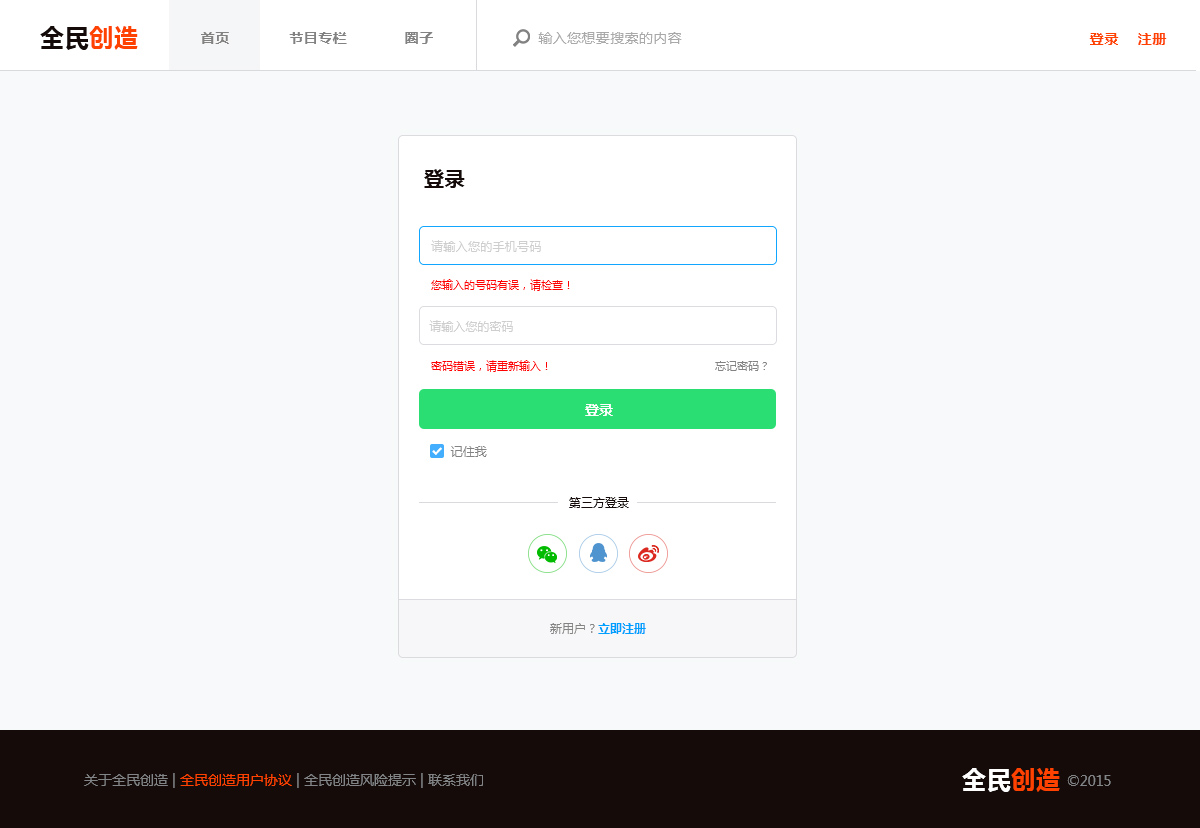 全民创造 首页 节目专栏 圈子 输入您想要搜索的内容 登录 注册
登录
请输入您的手机号码
您输入的号码有误，请检查！
请输入您的密码
密码错误，请重新输入！ 忘记密码？
登录
记住我
第三方登录
新用户？立即注册
关于全民创造 | 全民创造用户协议 | 全民创造风险提示 | 联系我们 全民创造 ©2015